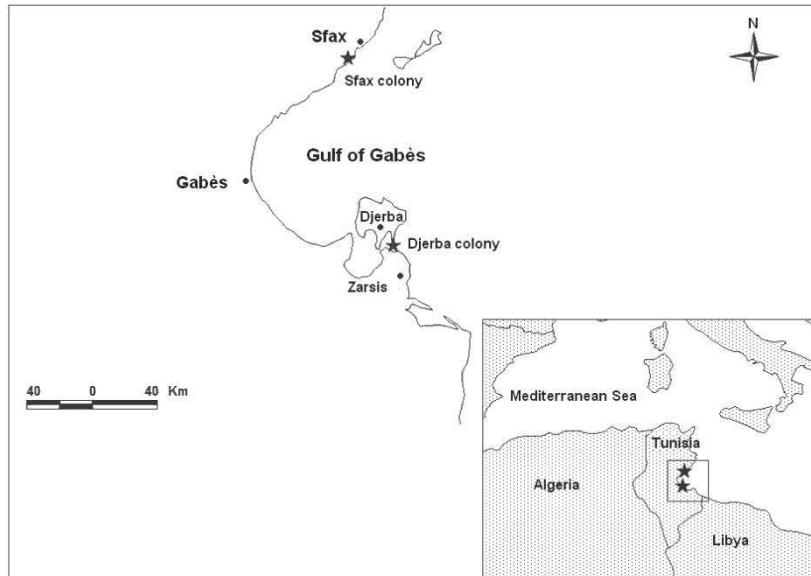 N
Sfax
Sfax colony
Gulf of Gabès
Gabès
Djerba
Djerba colony
Zarsis
40 0 40 Km
Mediterranean Sea
Tunisia
Algeria
Libya